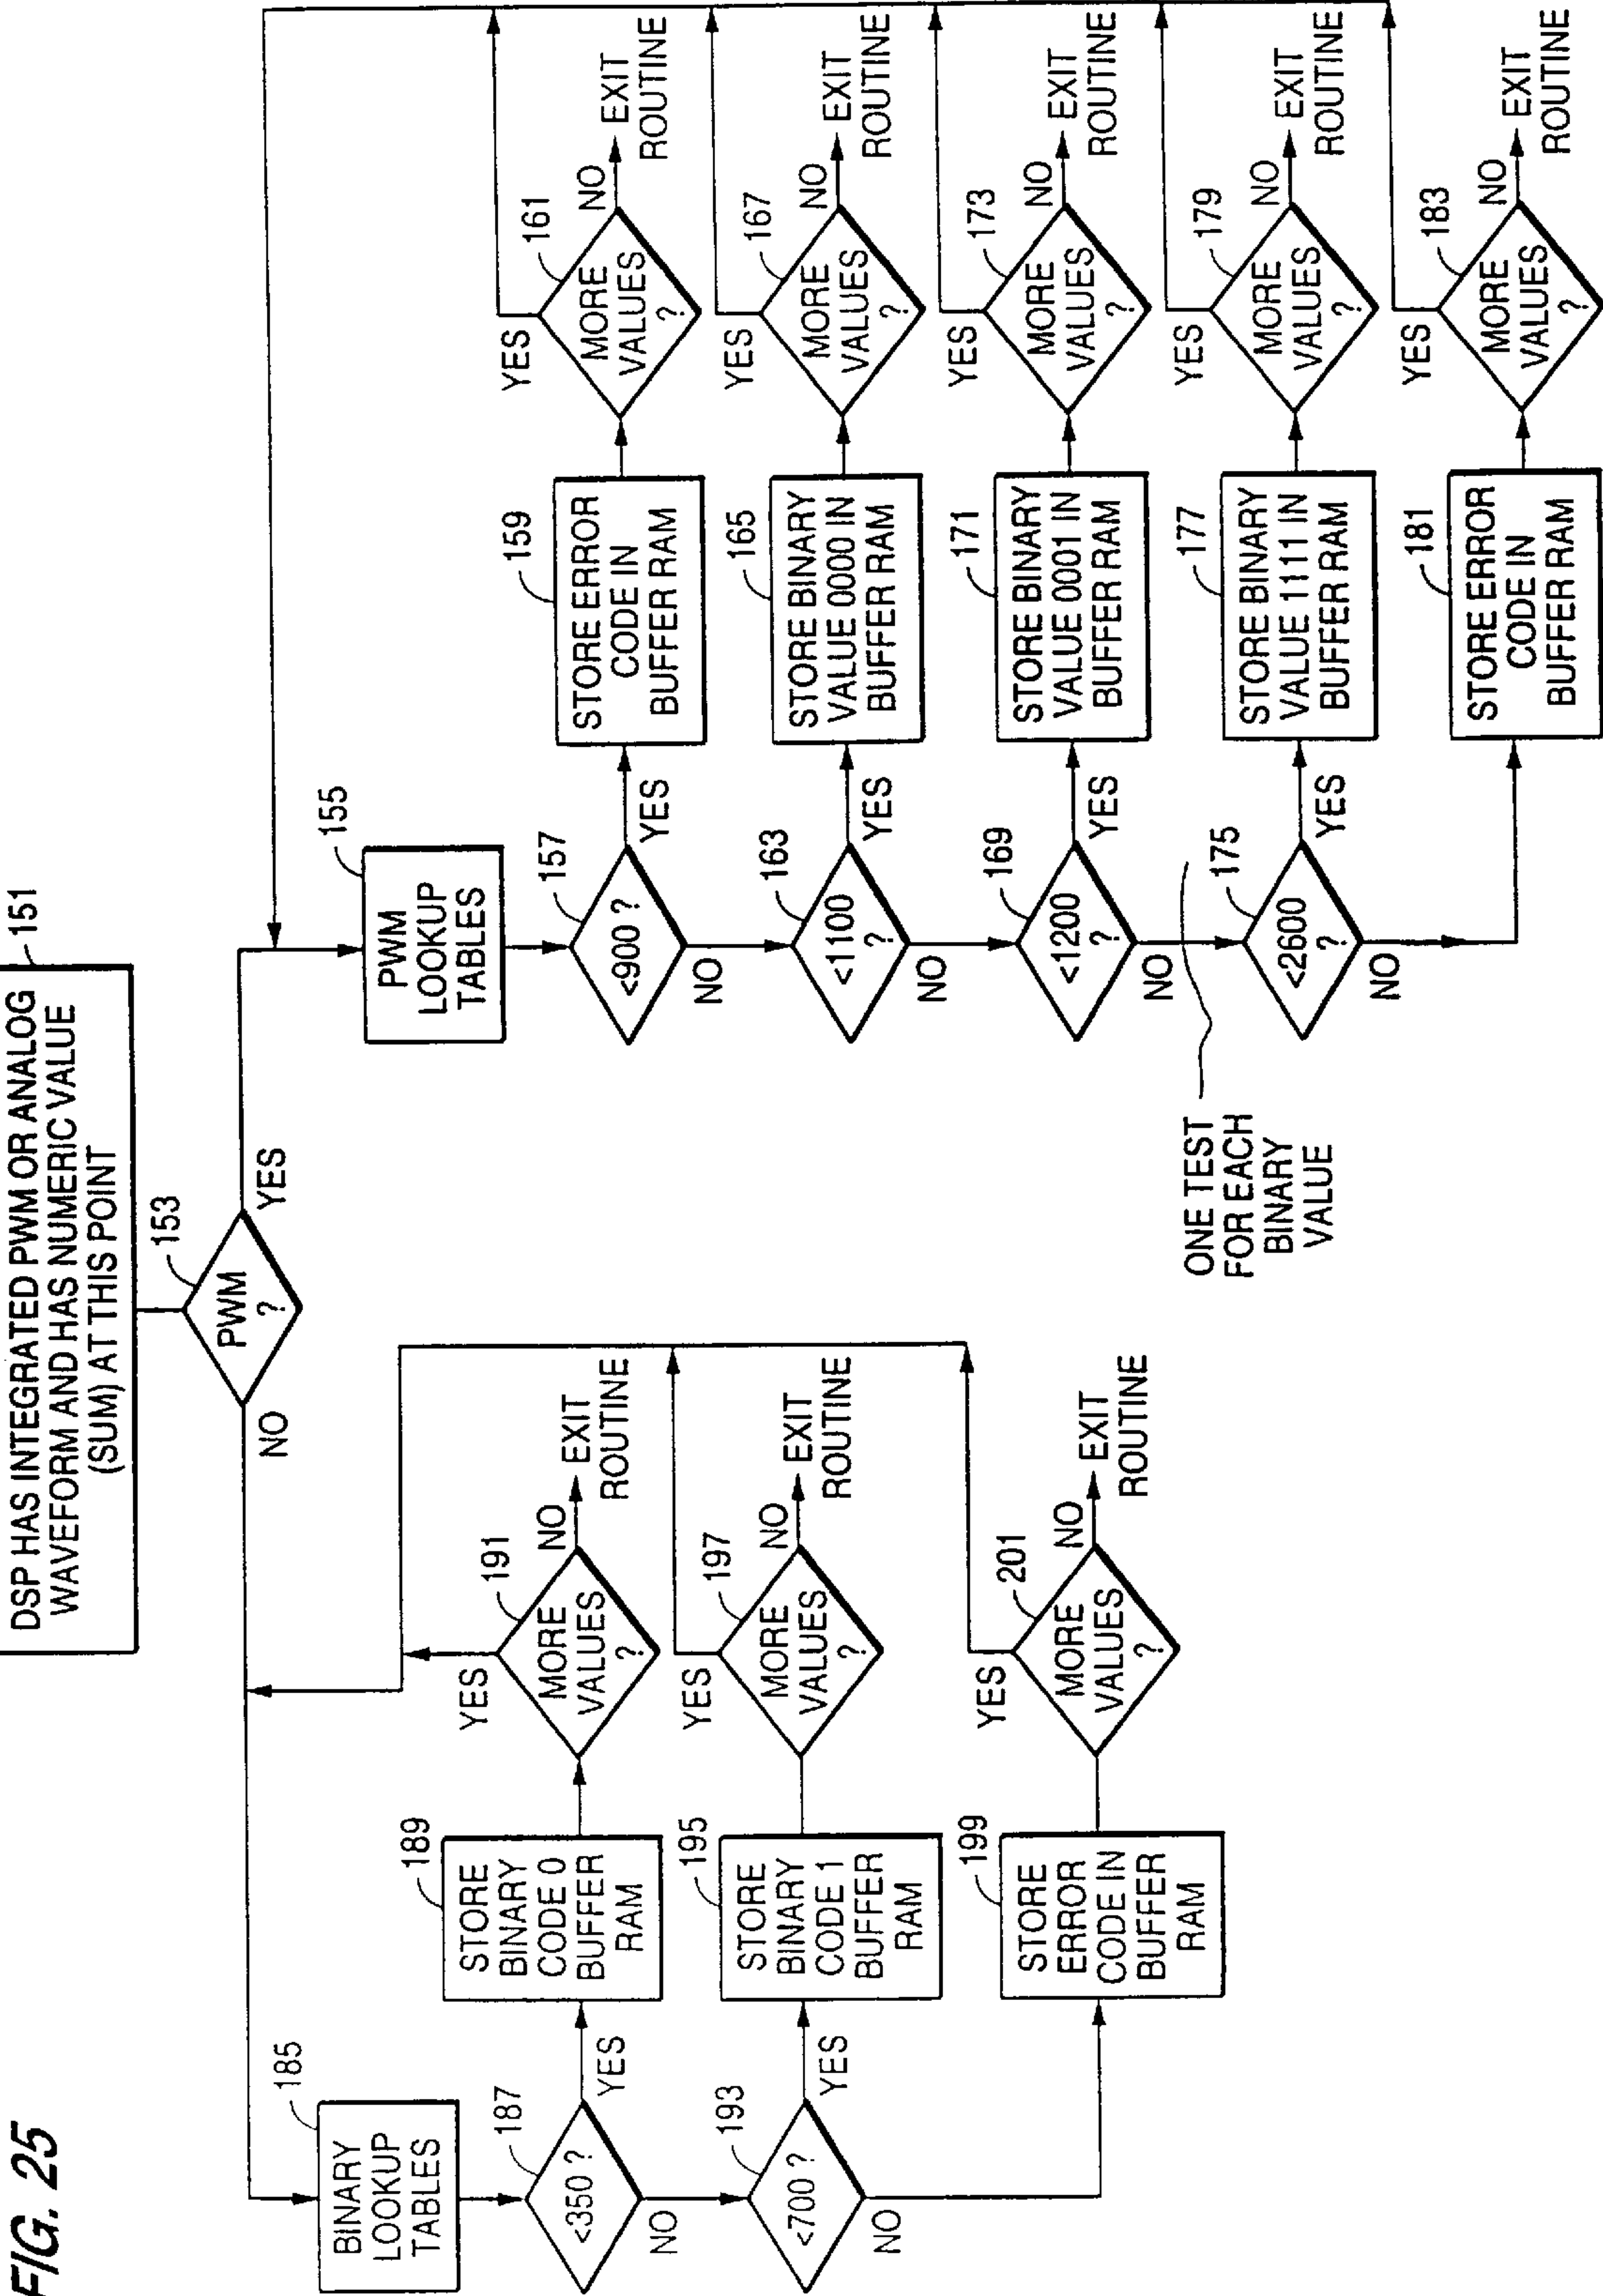 FIG. 25
DSP HAS INTEGRATED PWM OR ANALOG
WAVEFORM AND HAS NUMERIC VALUE
(SUM) AT THIS POINT
151
PWM
?
153
NO
YES
BINARY
LOOKUP
TABLES
185
<350 ?
187
YES
NO
STORE
BINARY
CODE 0
BUFFER
RAM
189
MORE
VALUES
?
191
YES
NO
EXIT
ROUTINE
<700 ?
193
YES
NO
STORE
BINARY
CODE 1
BUFFER
RAM
195
MORE
VALUES
?
197
YES
NO
EXIT
ROUTINE
STORE
ERROR
CODE IN
BUFFER
RAM
199
MORE
VALUES
?
201
YES
NO
EXIT
ROUTINE
PWM
LOOKUP
TABLES
155
<900 ?
157
YES
NO
STORE ERROR
CODE IN
BUFFER RAM
159
MORE
VALUES
?
161
YES
NO
EXIT
ROUTINE
<1100
?
163
YES
NO
STORE BINARY
VALUE 0000 IN
BUFFER RAM
165
MORE
VALUES
?
167
YES
NO
EXIT
ROUTINE
<1200
?
169
YES
NO
STORE BINARY
VALUE 0001 IN
BUFFER RAM
171
MORE
VALUES
?
173
YES
NO
EXIT
ROUTINE
ONE TEST
FOR EACH
BINARY
VALUE
<2600
?
175
YES
NO
STORE BINARY
VALUE 1111 IN
BUFFER RAM
177
MORE
VALUES
?
179
YES
NO
EXIT
ROUTINE
STORE ERROR
CODE IN
BUFFER RAM
181
MORE
VALUES
?
183
YES
NO
EXIT
ROUTINE